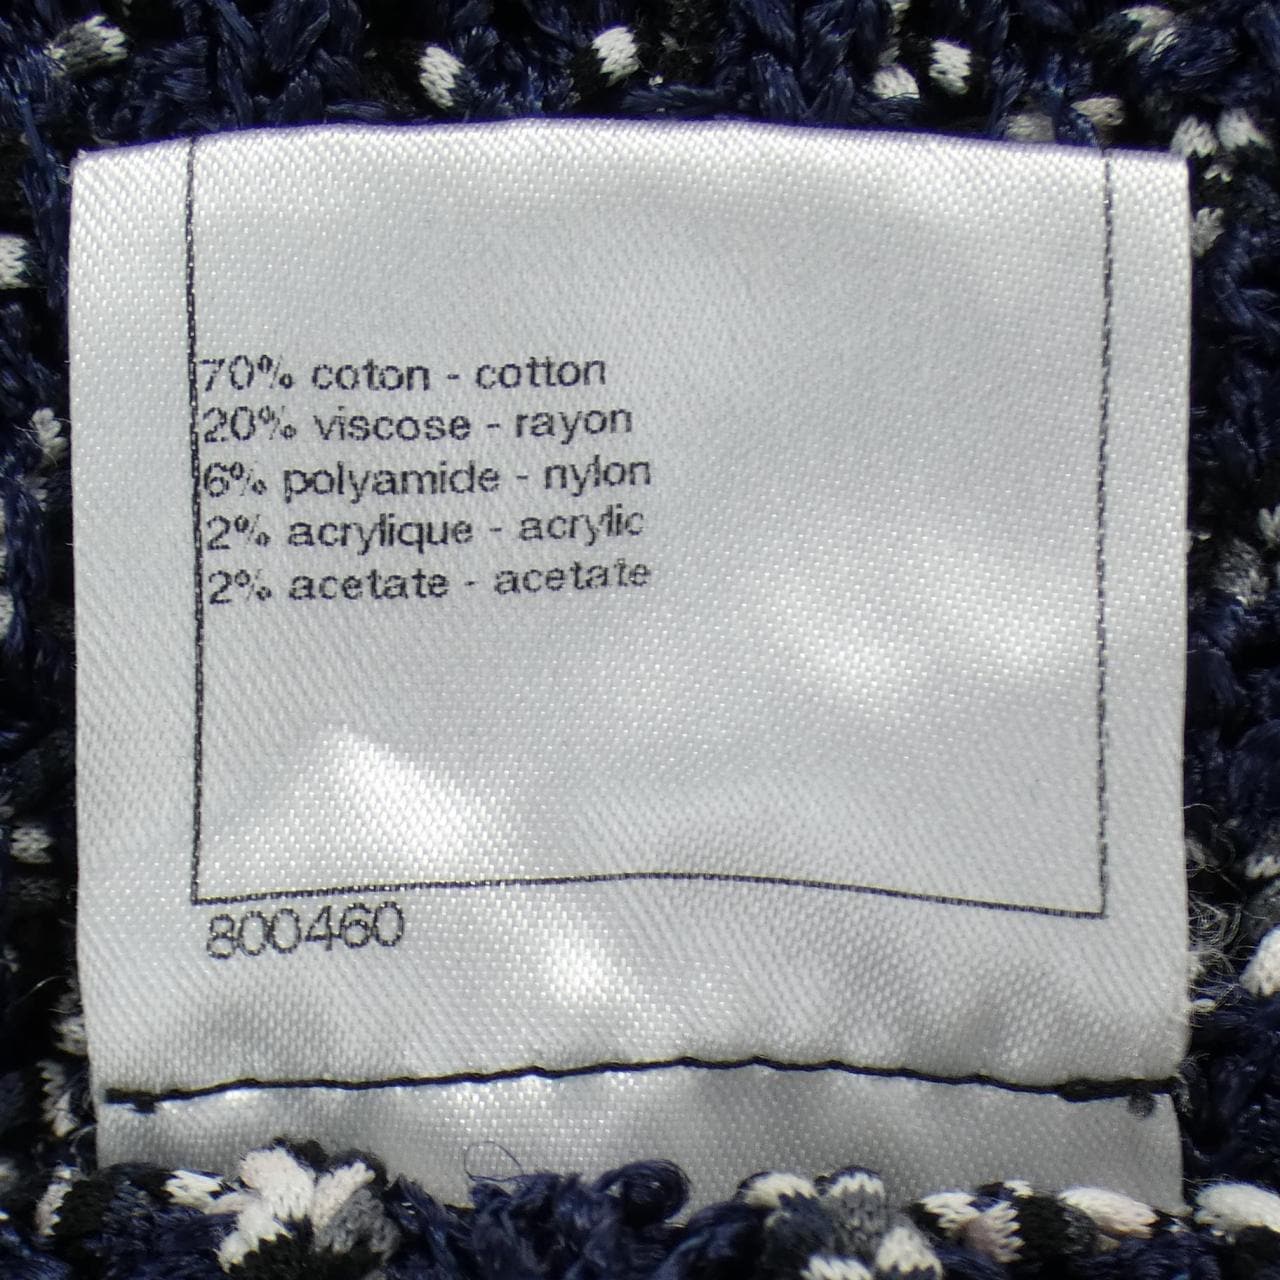 70% coton - cotton
20% viscose - rayon
6% polyamide - nylon
2% acrylique - acrylic
2% acetate - acetate
800460